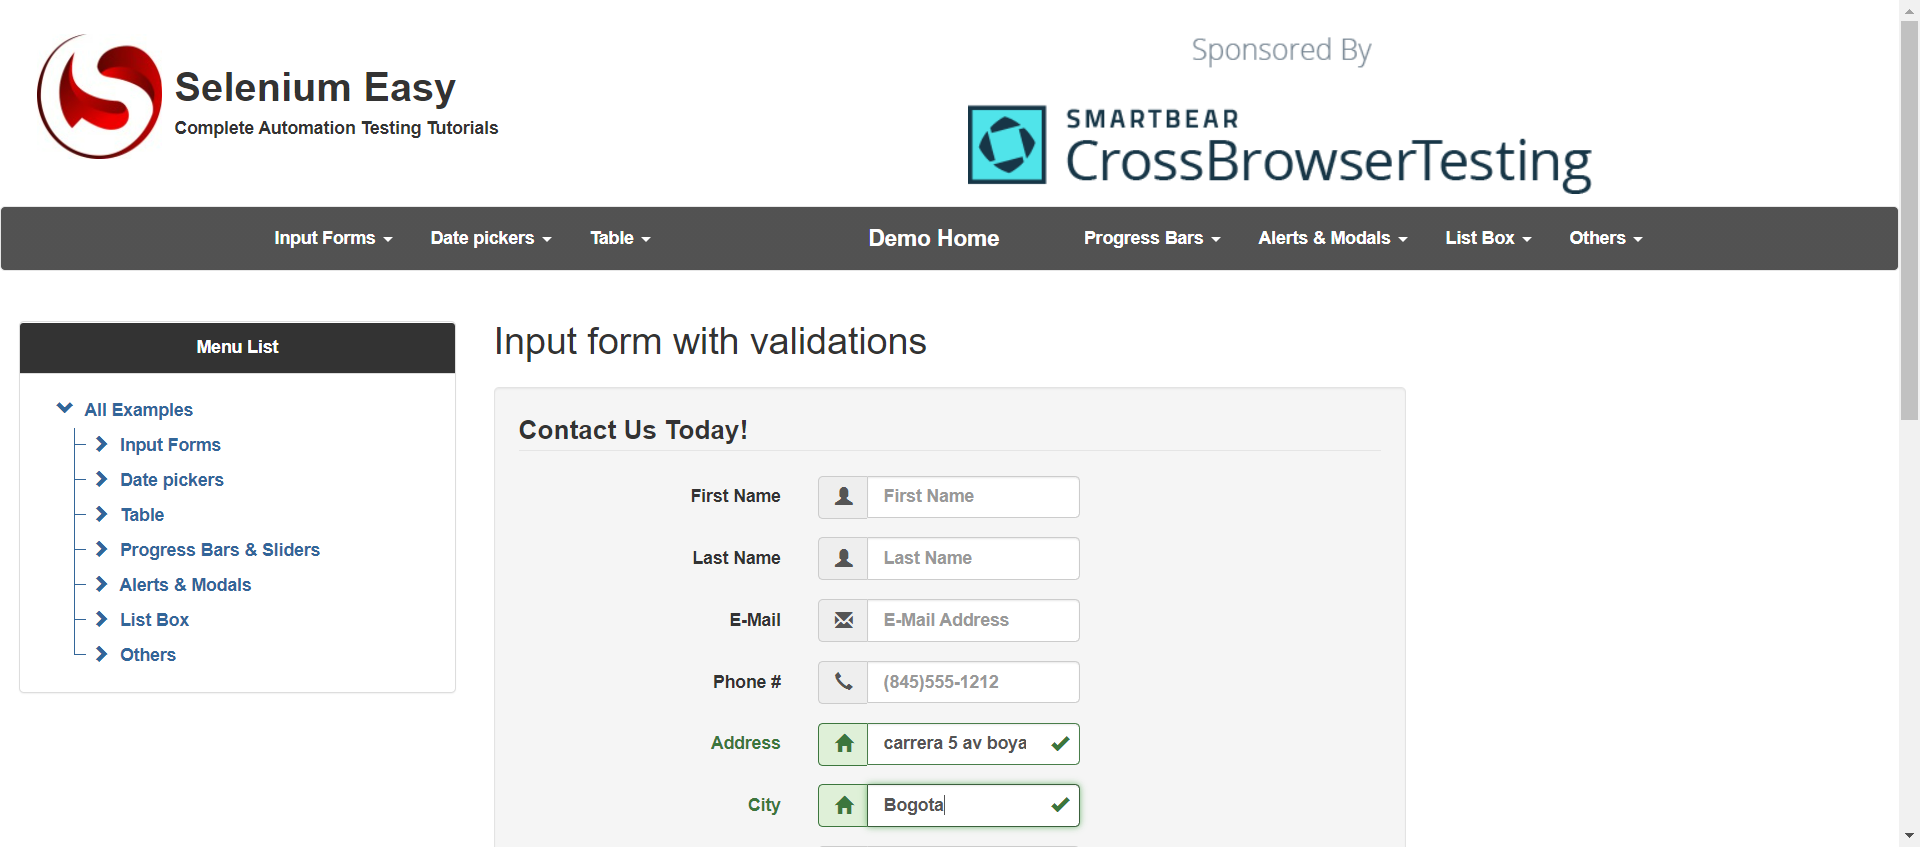 Selenium Easy
Complete Automation Testing Tutorials
Sponsored By
SMARTBEAR
CrossBrowserTesting
Input Forms Date pickers Table Demo Home Progress Bars Alerts & Modals List Box Others
Menu List
All Examples
Input Forms
Date pickers
Table
Progress Bars & Sliders
Alerts & Modals
List Box
Others
Input form with validations
Contact Us Today!
First Name First Name
Last Name Last Name
E-Mail E-Mail Address
Phone # (845)555-1212
Address carrera 5 av boya
City Bogota